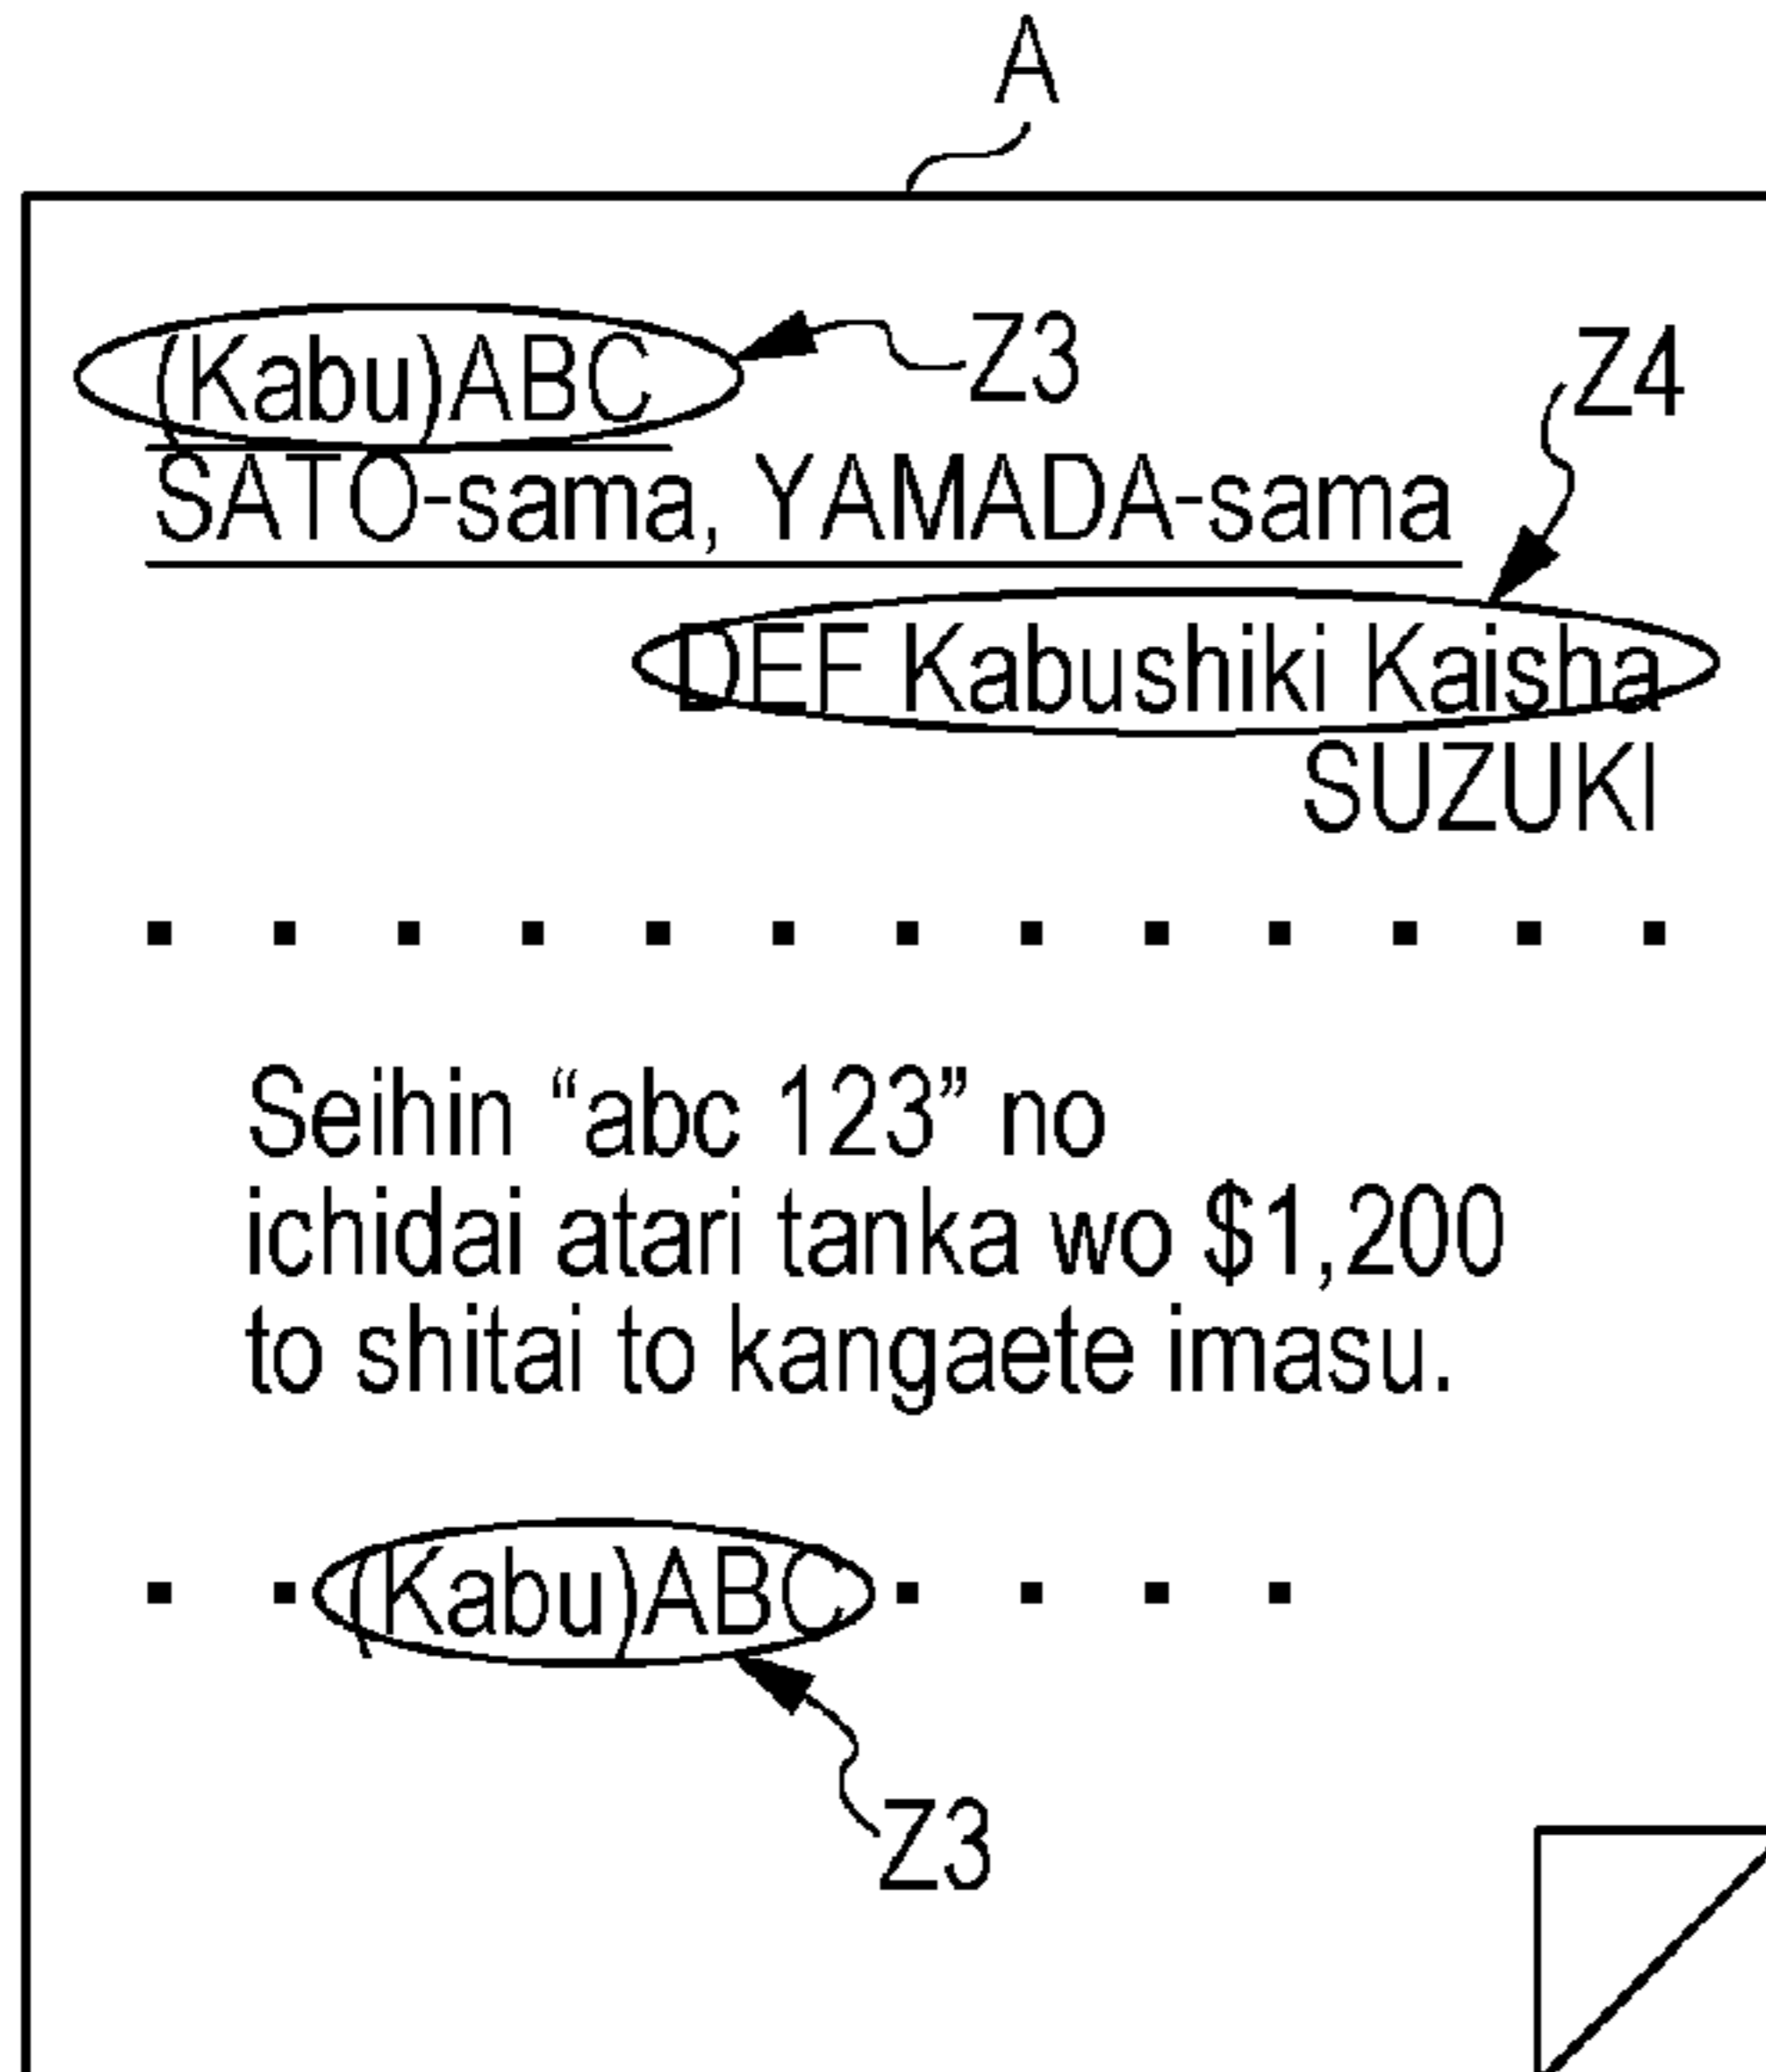 A
(Kabu)ABC Z3 Z4
SATO-sama, YAMADA-sama
DEF Kabushiki Kaisha
SUZUKI
Seihin “abc 123” no
ichidai atari tanka wo $1,200
to shitai to kangaete imasu.
(Kabu)ABC
Z3